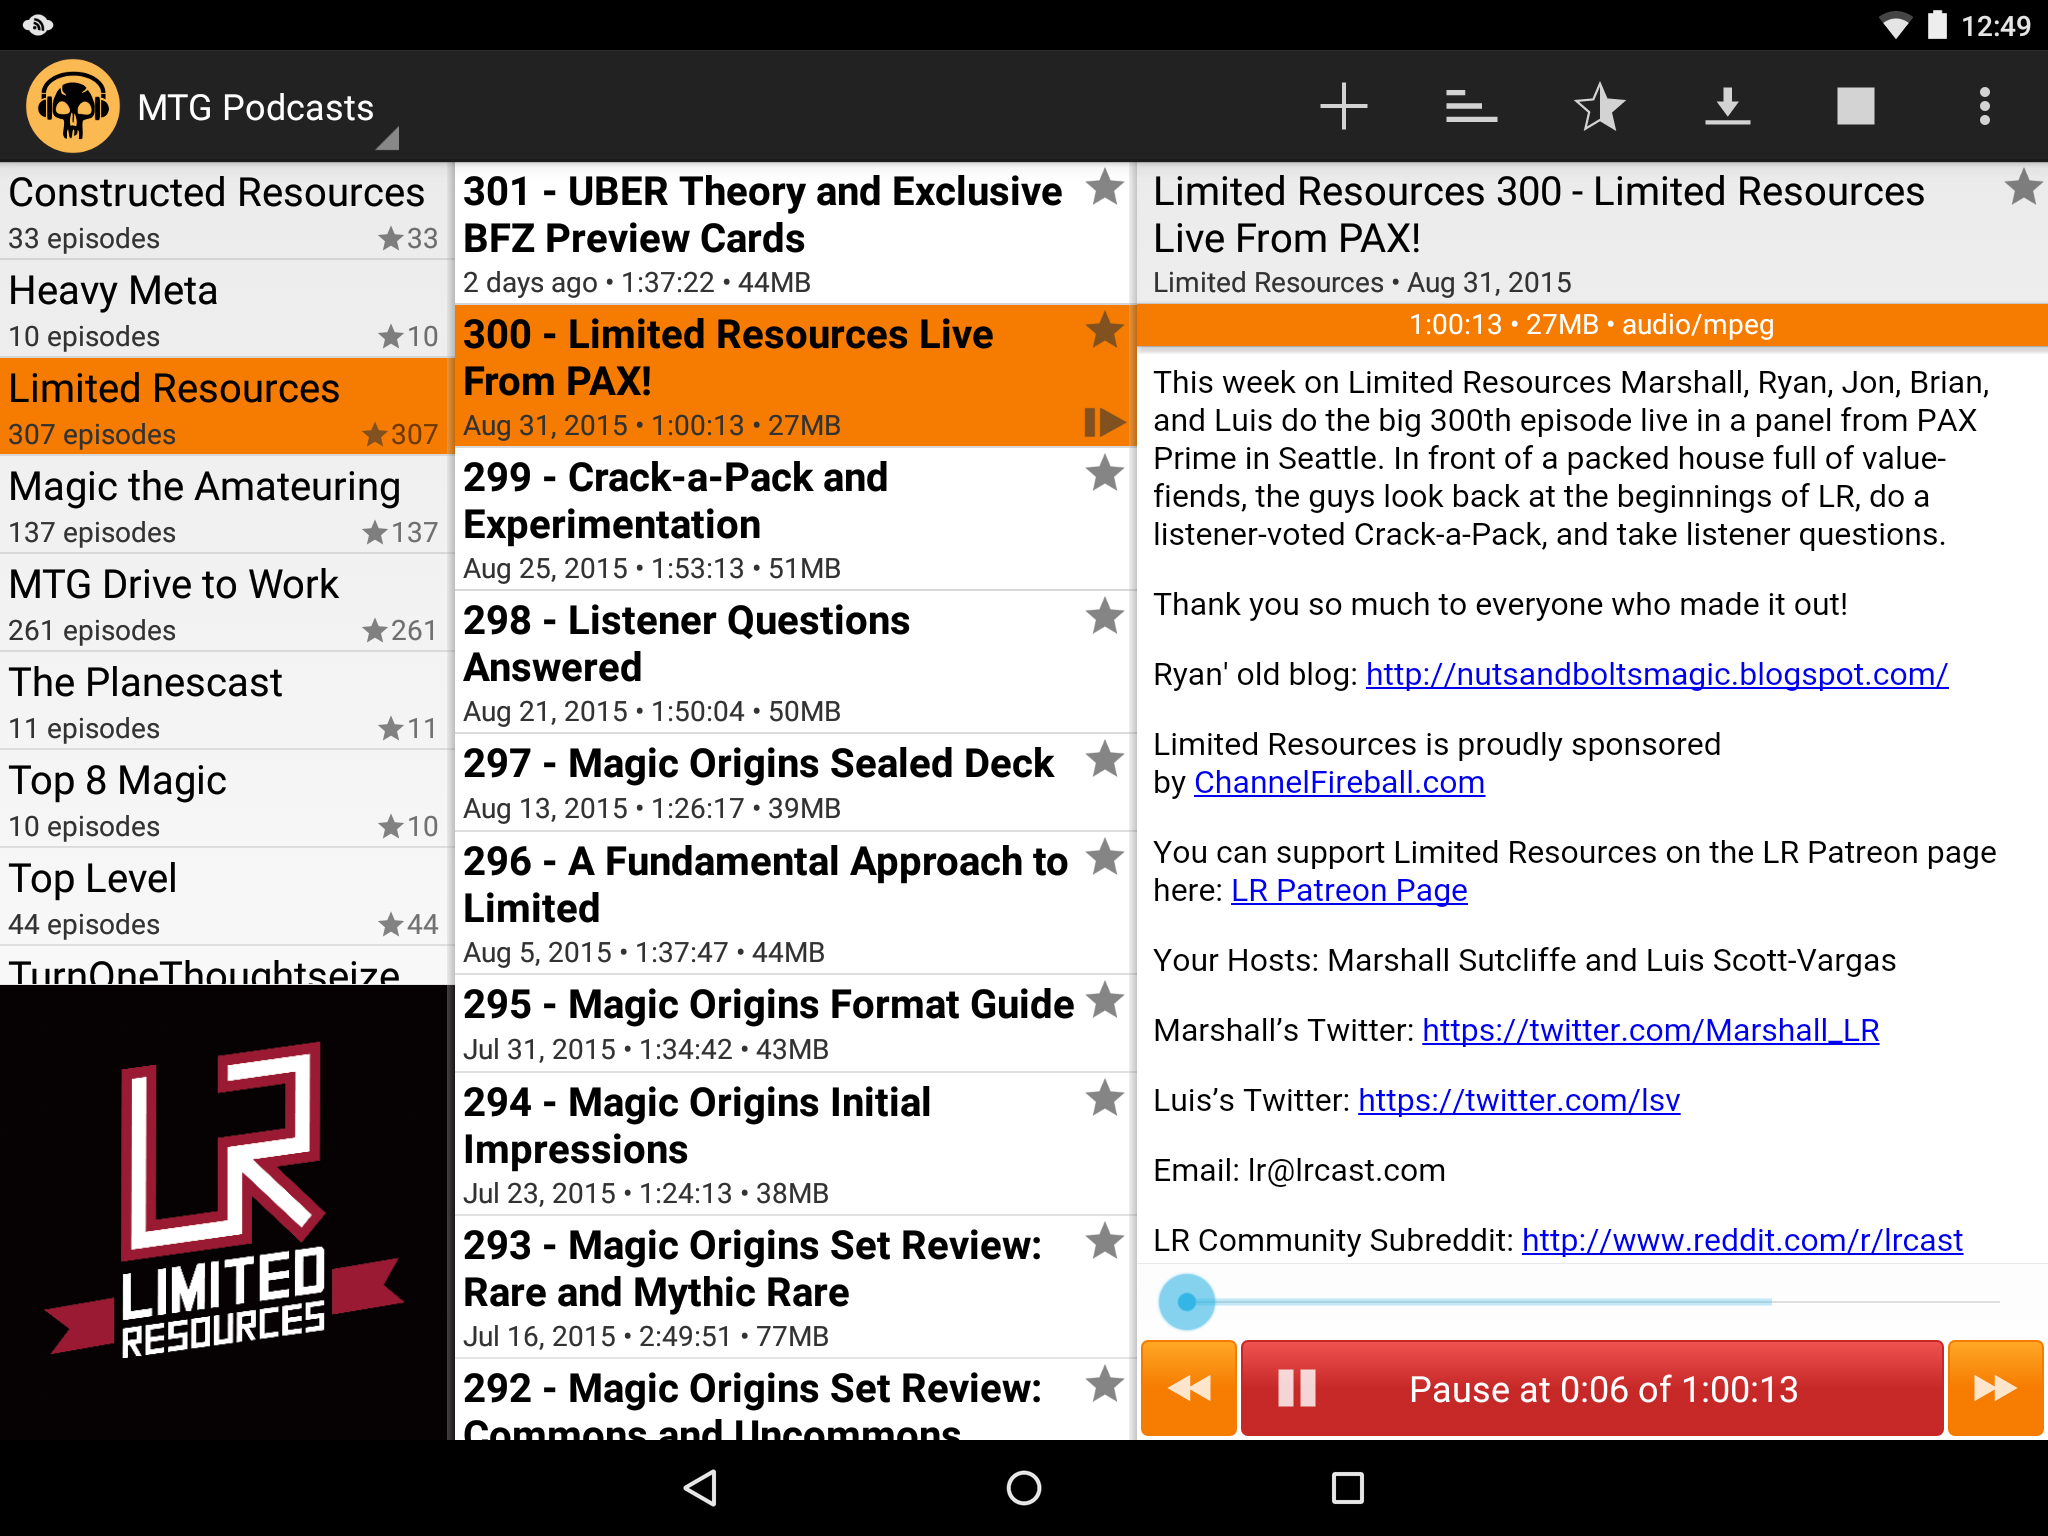 12:49
MTG Podcasts
Constructed Resources
33 episodes
33
Heavy Meta
10 episodes
10
Limited Resources
307 episodes
307
Magic the Amateuring
137 episodes
137
MTG Drive to Work
261 episodes
261
The Planescast
11 episodes
11
Top 8 Magic
10 episodes
10
Top Level
44 episodes
44
TurnOneThoughtseize
LR
LIMITED
RESOURCES
301 - UBER Theory and Exclusive
BFZ Preview Cards
2 days ago • 1:37:22 • 44MB
300 - Limited Resources Live
From PAX!
Aug 31, 2015 • 1:00:13 • 27MB
299 - Crack-a-Pack and
Experimentation
Aug 25, 2015 • 1:53:13 • 51MB
298 - Listener Questions
Answered
Aug 21, 2015 • 1:50:04 • 50MB
297 - Magic Origins Sealed Deck
Aug 13, 2015 • 1:26:17 • 39MB
296 - A Fundamental Approach to
Limited
Aug 5, 2015 • 1:37:47 • 44MB
295 - Magic Origins Format Guide
Jul 31, 2015 • 1:34:42 • 43MB
294 - Magic Origins Initial
Impressions
Jul 23, 2015 • 1:24:13 • 38MB
293 - Magic Origins Set Review:
Rare and Mythic Rare
Jul 16, 2015 • 2:49:51 • 77MB
292 - Magic Origins Set Review:
Commons and Uncommons
Limited Resources 300 - Limited Resources
Live From PAX!
Limited Resources • Aug 31, 2015
1:00:13 • 27MB • audio/mpeg
This week on Limited Resources Marshall, Ryan, Jon, Brian,
and Luis do the big 300th episode live in a panel from PAX
Prime in Seattle. In front of a packed house full of value-
fiends, the guys look back at the beginnings of LR, do a
listener-voted Crack-a-Pack, and take listener questions.
Thank you so much to everyone who made it out!
Ryan' old blog: http://nutsandboltsmagic.blogspot.com/
Limited Resources is proudly sponsored
by ChannelFireball.com
You can support Limited Resources on the LR Patreon page
here: LR Patreon Page
Your Hosts: Marshall Sutcliffe and Luis Scott-Vargas
Marshall’s Twitter: https://twitter.com/Marshall_LR
Luis’s Twitter: https://twitter.com/lsv
Email: lr@lrcast.com
LR Community Subreddit: http://www.reddit.com/r/lrcast
Pause at 0:06 of 1:00:13